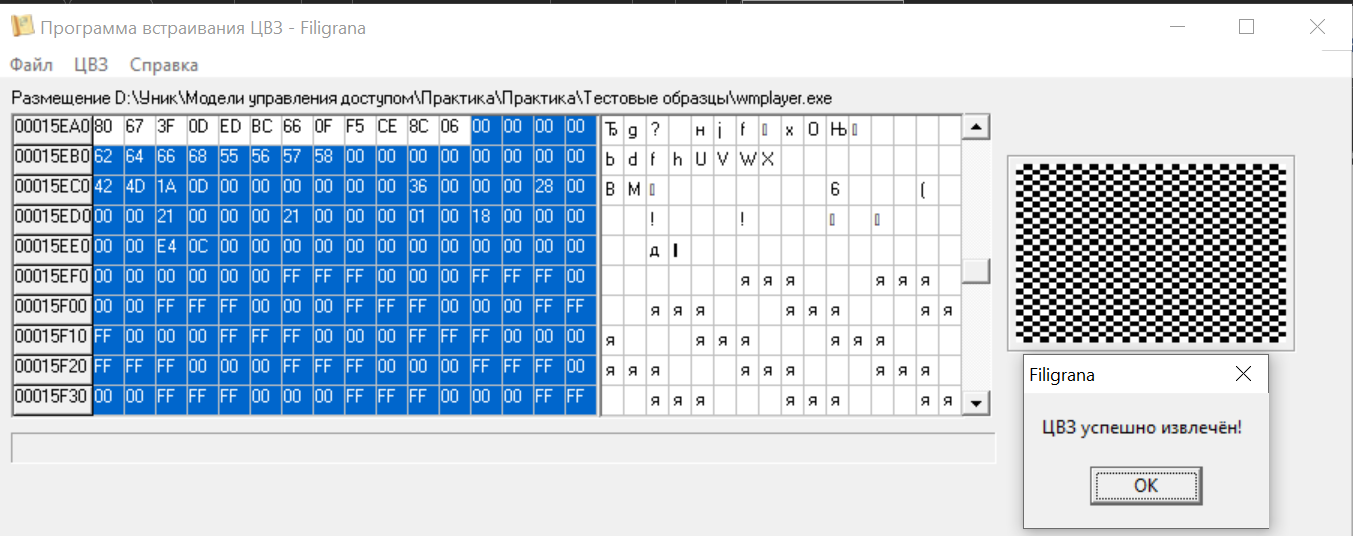 Программа встраивания ЦВЗ - Filigrana
Файл ЦВЗ Справка
Размещение D:\Уник\Модели управления доступом\Практика\Практика\Тестовые образцы\wmplayer.exe
00015EA0 80 67 3F 0D ED BC 66 0F F5 CE 8C 06 00 00 00 00 Ђ g ? н j f х О Њ
00015EB0 62 64 66 68 55 56 57 58 00 00 00 00 00 00 00 00 b d f h U V W X
00015EC0 42 4D 1A 0D 00 00 00 00 00 00 36 00 00 00 28 00 B M 6 (
00015ED0 00 00 21 00 00 00 21 00 00 00 01 00 18 00 00 00 ! !
00015EE0 00 00 E4 0C 00 00 00 00 00 00 00 00 00 00 00 00 д
00015EF0 00 00 00 00 00 00 FF FF FF 00 00 00 FF FF FF 00 я я я я я я
00015F00 00 00 FF FF FF 00 00 00 FF FF FF 00 00 00 FF FF я я я я я я я я
00015F10 FF 00 00 00 FF FF FF 00 00 00 FF FF FF 00 00 00 я я я я я я я
00015F20 FF FF FF 00 00 00 FF FF FF 00 00 00 FF FF FF 00 я я я я я я я я я
00015F30 00 00 FF FF FF 00 00 00 FF FF FF 00 00 00 FF FF я я я я я я я я
Filigrana
ЦВЗ успешно извлечён!
OK